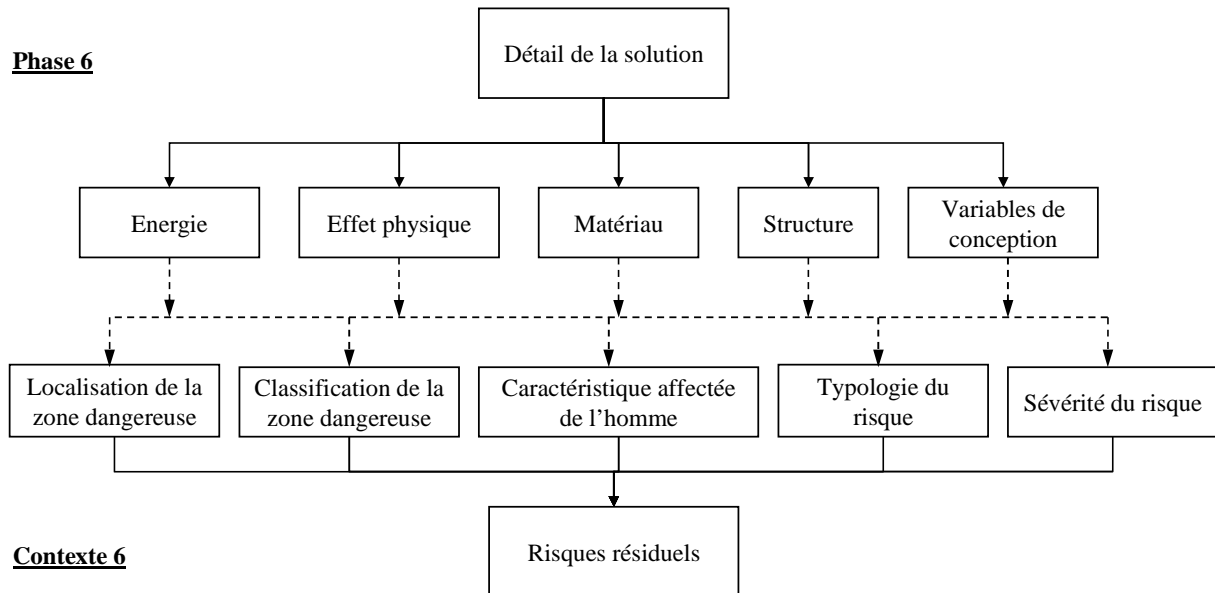 Phase 6
Détail de la solution
Energie
Effet physique
Matériau
Structure
Variables de
conception
Localisation de la
zone dangereuse
Classification de la
zone dangereuse
Caractéristique affectée
de l’homme
Typologie du
risque
Sévérité du risque
Risques résiduels
Contexte 6